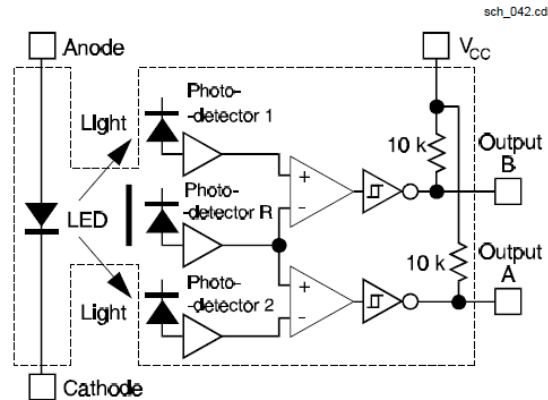 sch_042.cd
Anode
VCC
Photo-
-detector 1
Light
10 k
Output
B
+
-
LED
Photo-
-detector R
Output
A
10 k
+
-
Photo-
-detector 2
Light
Cathode